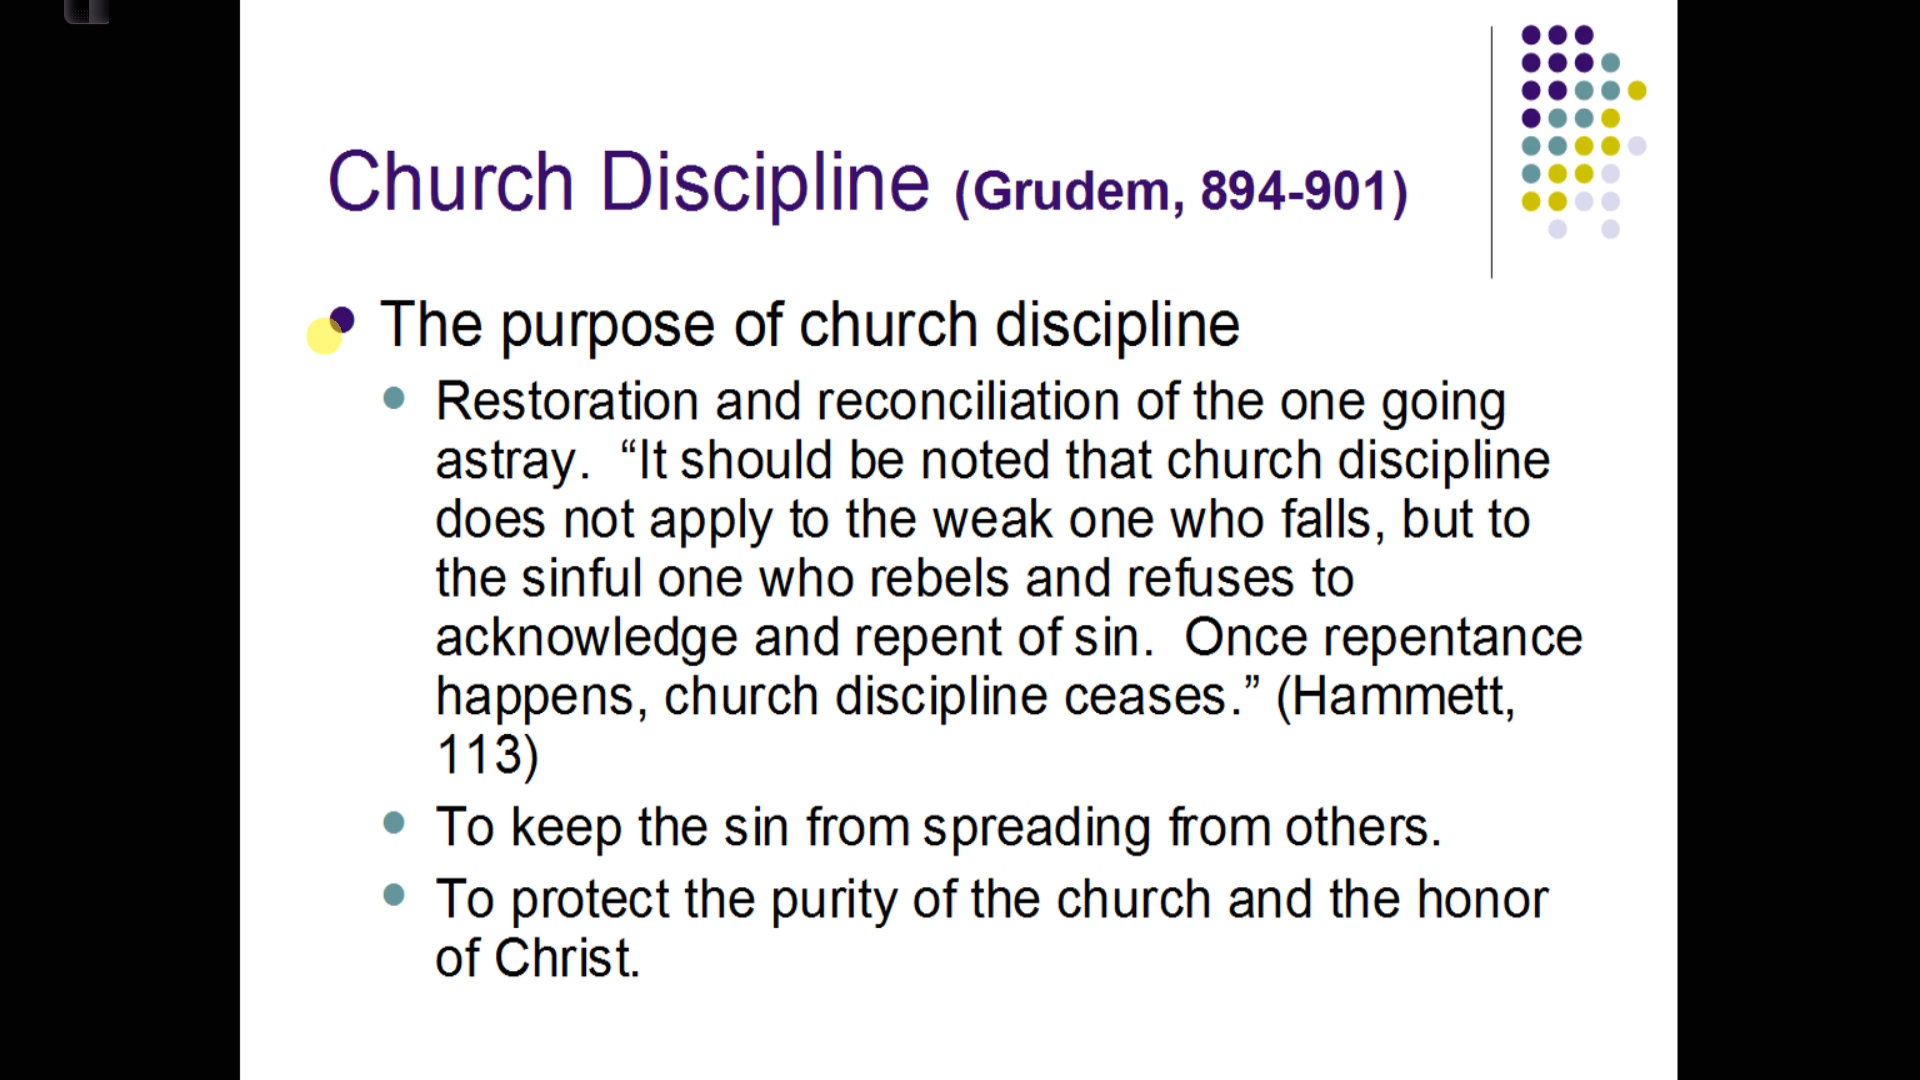 Church Discipline (Grudem, 894-901)
The purpose of church discipline
Restoration and reconciliation of the one going
astray.  “It should be noted that church discipline
does not apply to the weak one who falls, but to
the sinful one who rebels and refuses to
acknowledge and repent of sin.  Once repentance
happens, church discipline ceases.” (Hammett,
113)
To keep the sin from spreading from others.
To protect the purity of the church and the honor
of Christ.